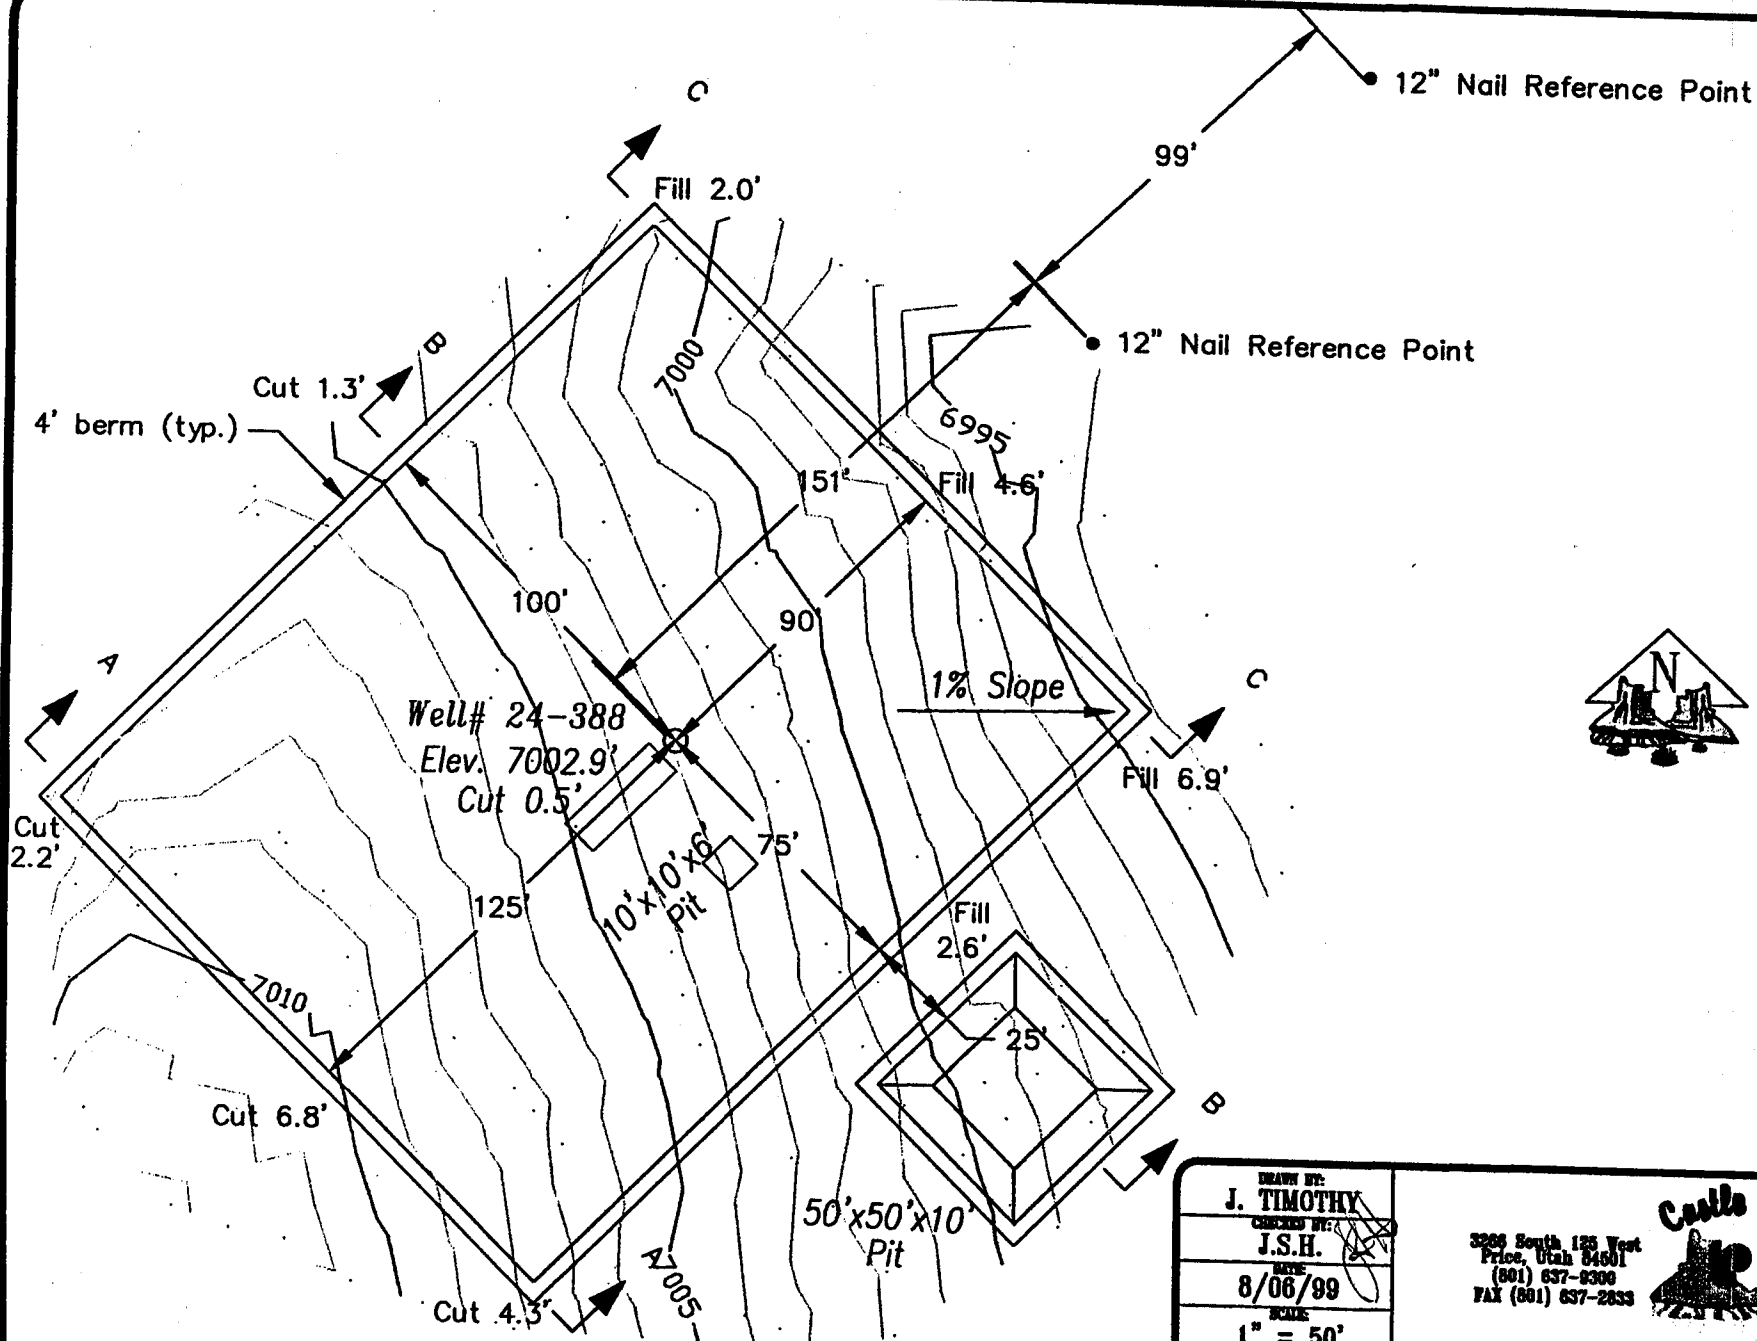 C
12" Nail Reference Point
99'
Fill 2.0'
B
7000
12" Nail Reference Point
Cut 1.3'
4' berm (typ.)
6995
151'
Fill 4.6'
100'
90'
A
N
1% Slope
C
Well# 24-388
Elev. 7002.9'
Cut 0.5'
Fill 6.9'
Cut
2.2'
75'
10'x10'x6'
Pit
125'
Fill
2.6'
7010
25'
Cut 6.8'
B
50'x50'x10'
Pit
A
7005
Cut 4.3'
DRAWN BY:
J. TIMOTHY
CHECKED BY:
J.S.H.
DATE:
8/06/99
SCALE:
1" = 50'
Castle
3266 South 125 West
Price, Utah 84501
(801) 637-9300
FAX (801) 637-2833